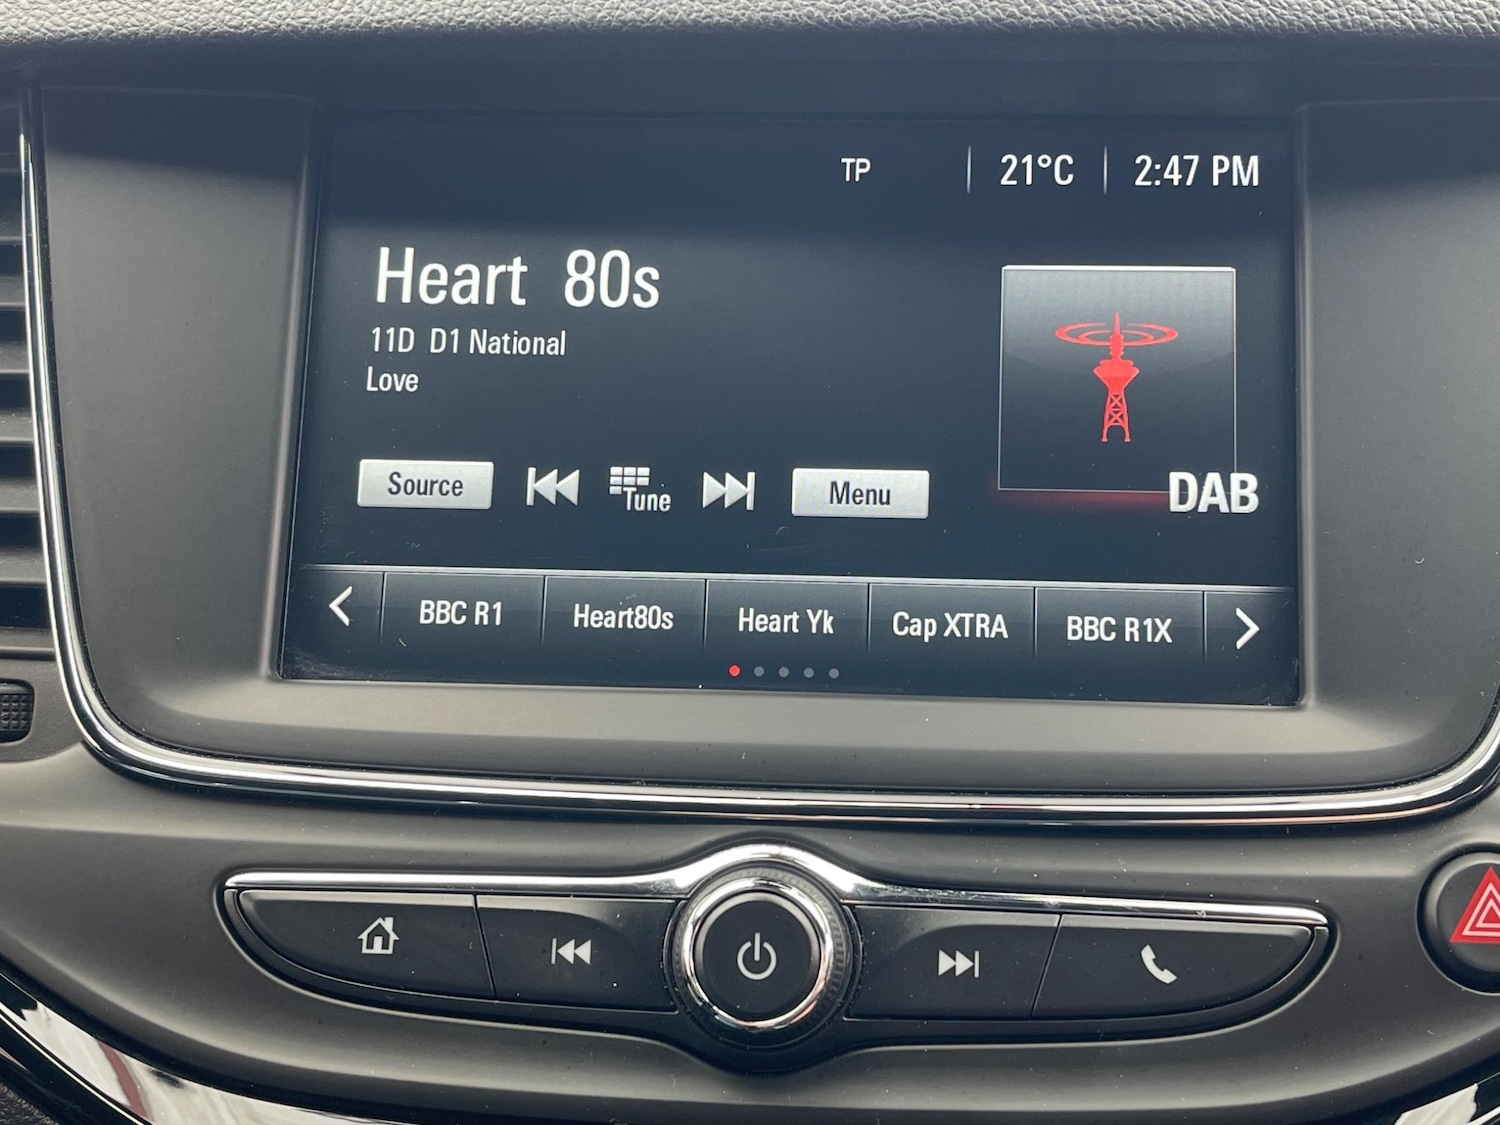 TP 21°C 2:47 PM
Heart 80s
11D D1 National
Love
Source Tune Menu
DAB
BBC R1 Heart80s Heart Yk Cap XTRA BBC R1X